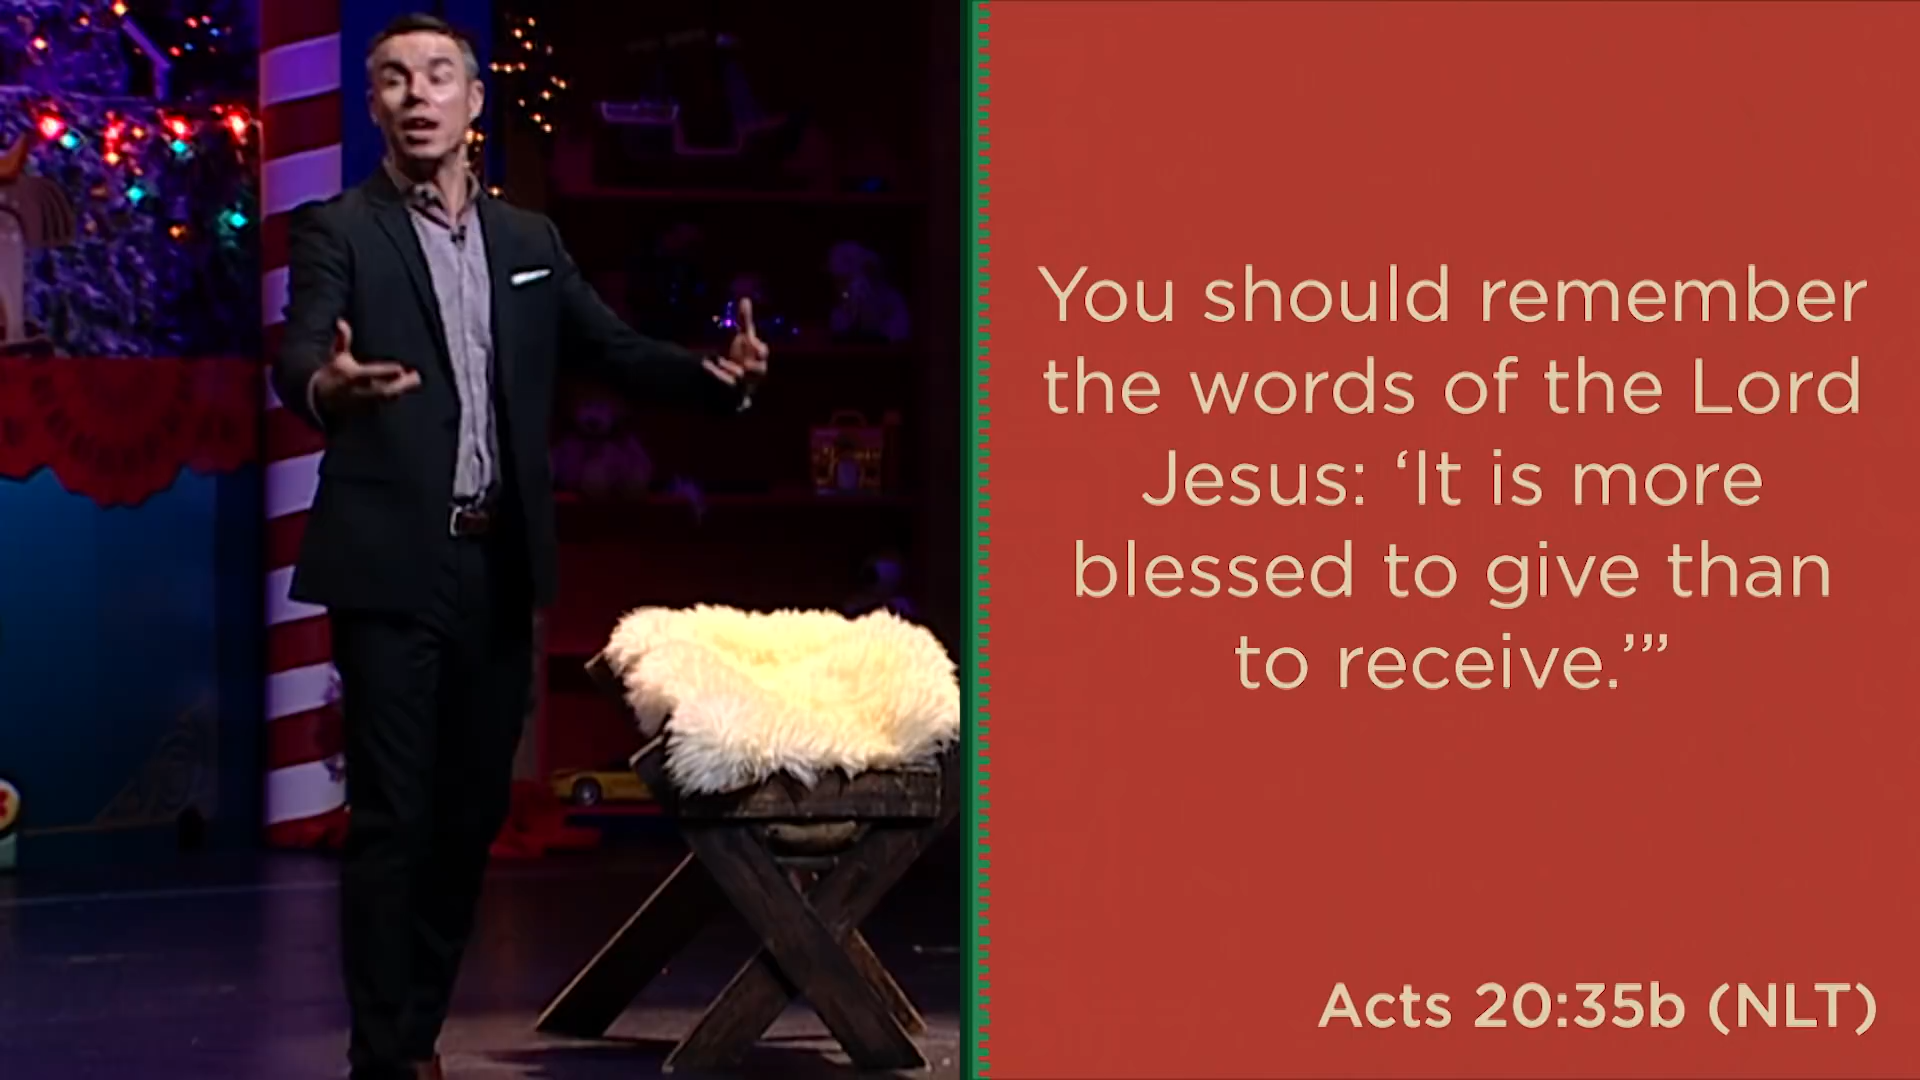 You should remember
the words of the Lord
Jesus: ‘It is more
blessed to give than
to receive.’”
Acts 20:35b (NLT)